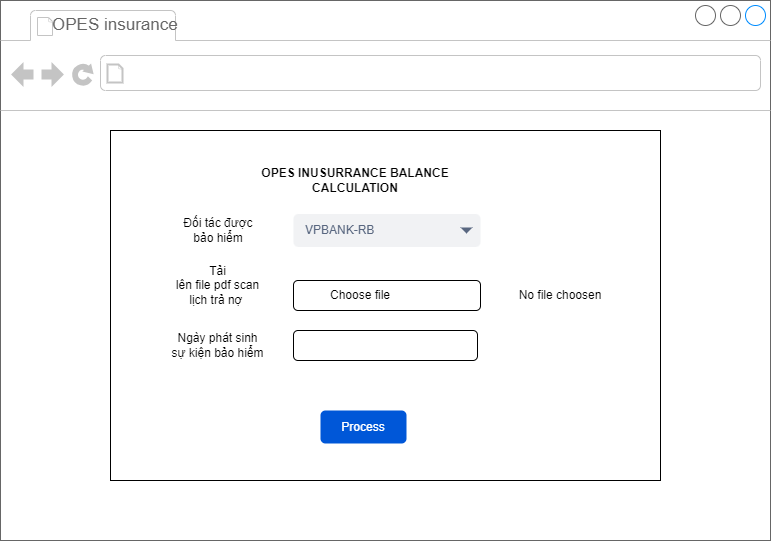 OPES insurance
OPES INUSURRANCE BALANCE
CALCULATION
Đối tác được
bảo hiểm
VPBANK-RB
Tải
lên file pdf scan
lịch trả nợ
Choose file
No file choosen
Ngày phát sinh
sự kiện bảo hiểm
Process